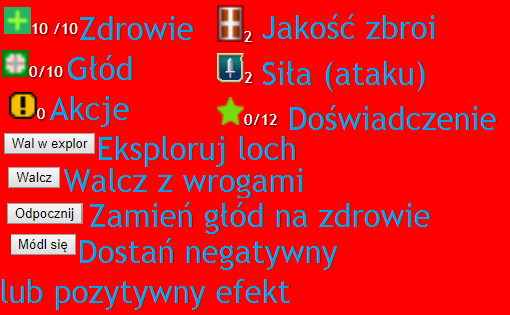 10 /10 Zdrowie 2 Jakość zbroi
0/10 Głód 2 Siła (ataku)
0 Akcje 0/12 Doświadczenie
Wal w explor Eksploruj loch
Walcz Walcz z wrogami
Odpocznij Zamień głód na zdrowie
Módl się Dostań negatywny
lub pozytywny efekt